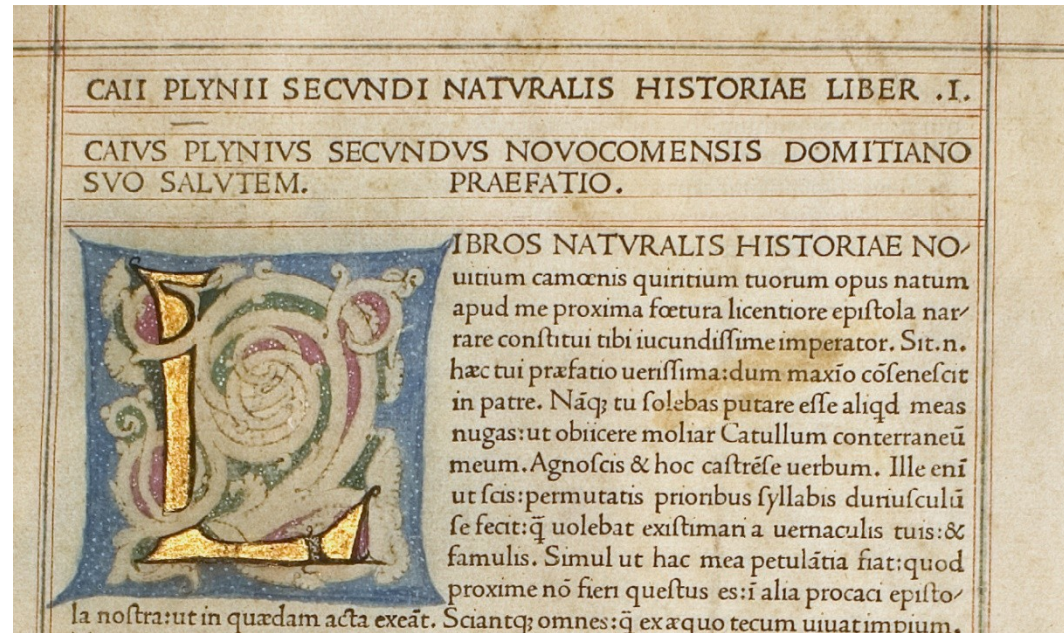 CAII PLYNII SECVNDI NATVRALIS HISTORIAE LIBER .I.
CAIVS PLYNIVS SECVNDVS NOVOCOMENSIS DOMITIANO
SVO SALVTEM. PRAEFATIO.
LIBROS NATVRALIS HISTORIAE NO⸗
uitium camœnis quiritium tuorum opus natum
apud me proxima fœtura licentiore epiſtola nar⸗
rare conſtitui tibi iucundiſſime imperator. Sit.n.
hæc tui præfatio ueriſſima:dum maxīo cōſeneſcit
in patre. Nāq; tu ſolebas putare eſſe aliqd meas
nugas:ut obiicere moliar Catullum conterraneū
meum. Agnoſcis & hoc caſtrēſe uerbum. Ille enī
ut ſcis:permutatis prioribus ſyllabis duriuſculū
ſe fecit:q̄ uolebat exiſtimari a uernaculis tuis:&
famulis. Simul ut hac mea petulātia fiat:quod
proxime nō fieri queſtus es:ī alia procaci epiſto⸗
la noſtra:ut in quædam acta exeāt. Sciantq; omnes:q̄ exæquo tecum uiuat impium.